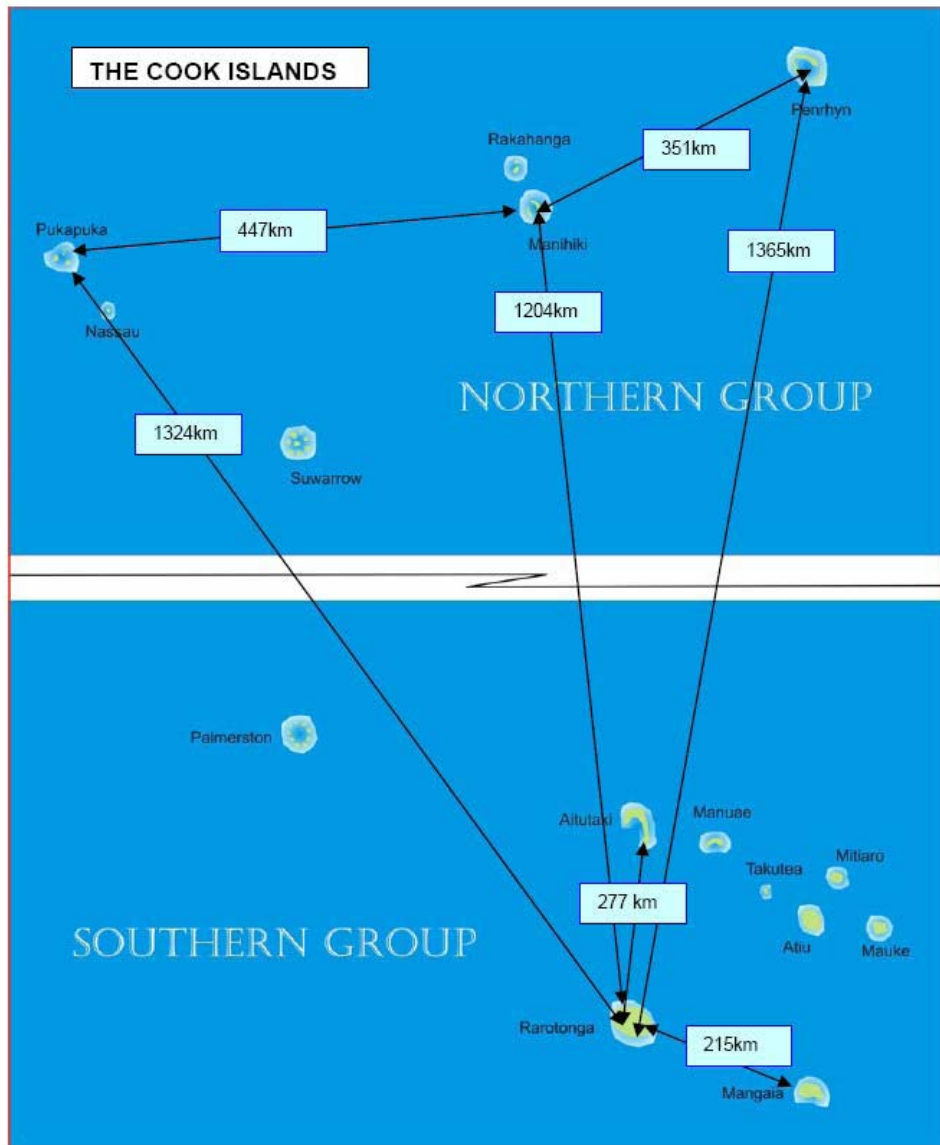 THE COOK ISLANDS
Penrhyn
351km
Rakahanga
447km
Pukapuka
Manihiki
1365km
1204km
Nassau
NORTHERN GROUP
1324km
Suwarrow
Palmerston
Aitutaki
Manuae
Mitiaro
Takutea
277 km
SOUTHERN GROUP
Atiu
Mauke
Rarotonga
215km
Mangaia